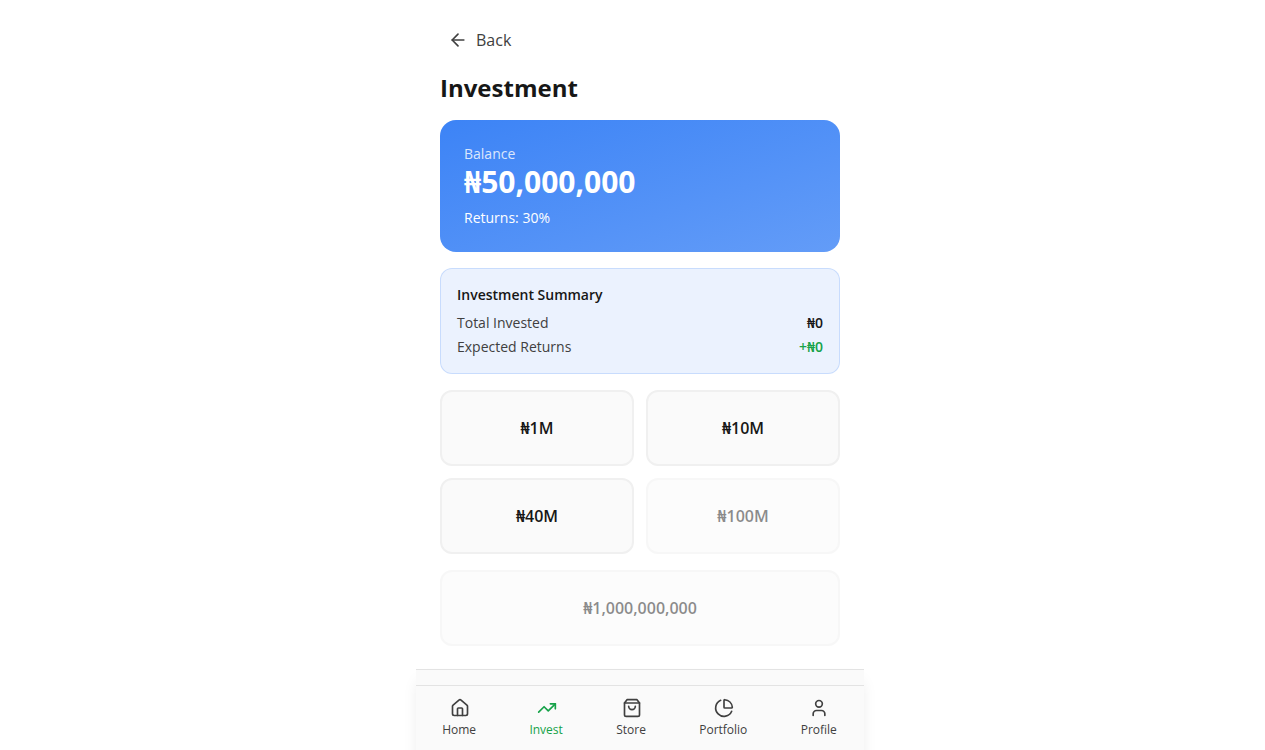 Back
Investment
Balance
₦50,000,000
Returns: 30%
Investment Summary
Total Invested ₦0
Expected Returns +₦0
₦1M ₦10M
₦40M ₦100M
₦1,000,000,000
Home Invest Store Portfolio Profile